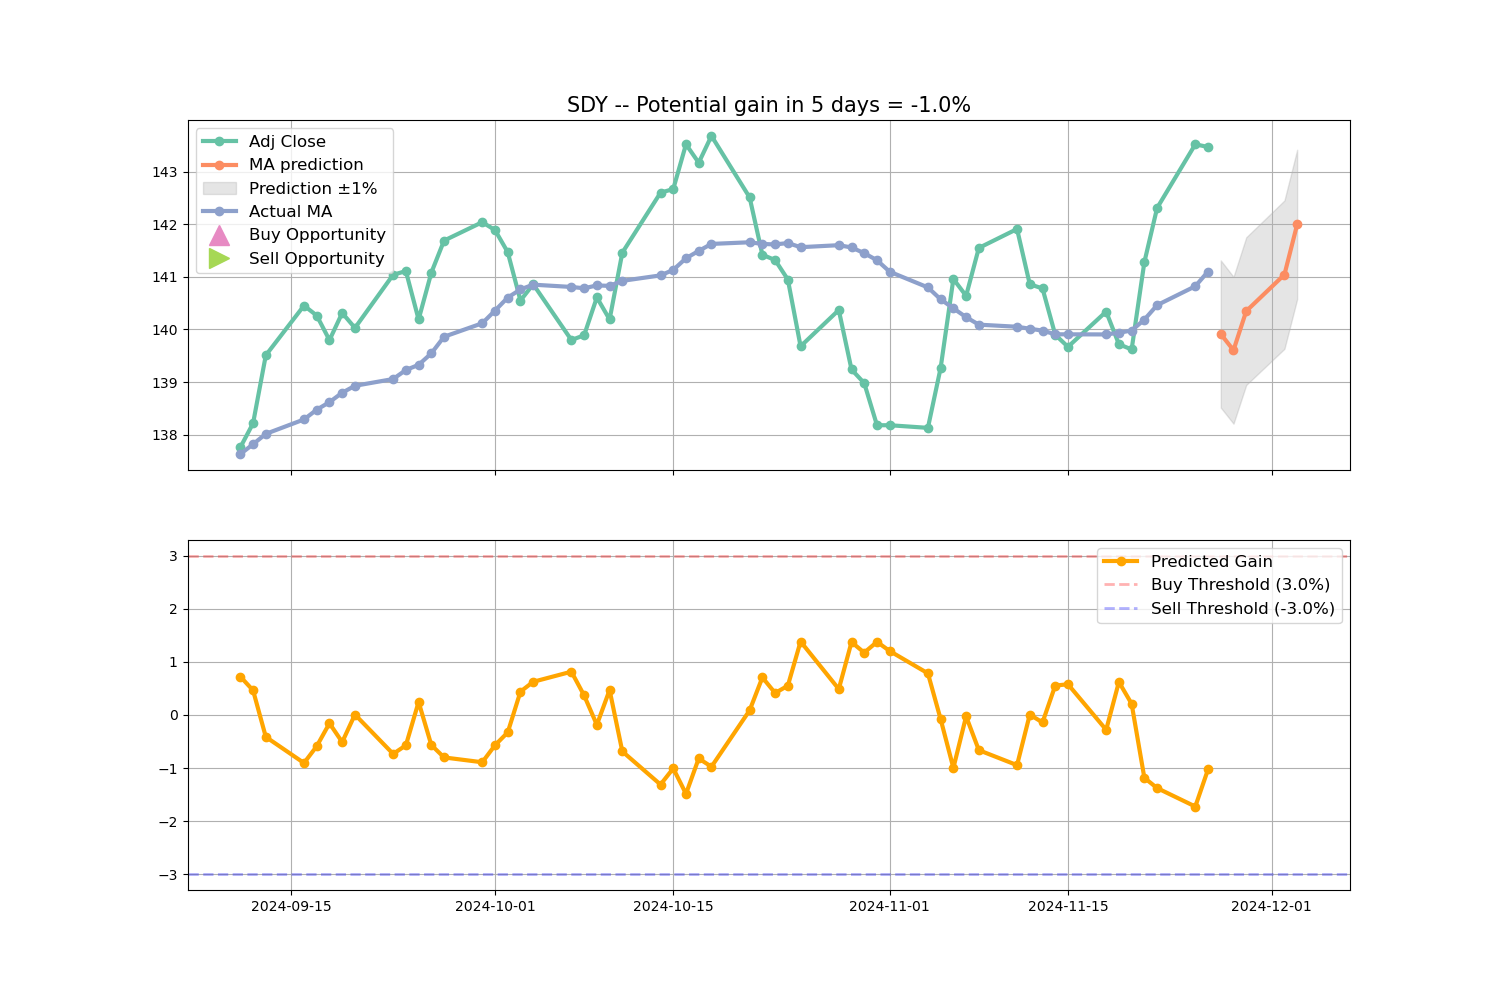 SDY -- Potential gain in 5 days = -1.0%
Adj Close
MA prediction
Prediction ±1%
Actual MA
Buy Opportunity
Sell Opportunity
143
142
141
140
139
138
Predicted Gain
Buy Threshold (3.0%)
Sell Threshold (-3.0%)
3
2
1
0
−1
−2
−3
2024-09-15 2024-10-01 2024-10-15 2024-11-01 2024-11-15 2024-12-01